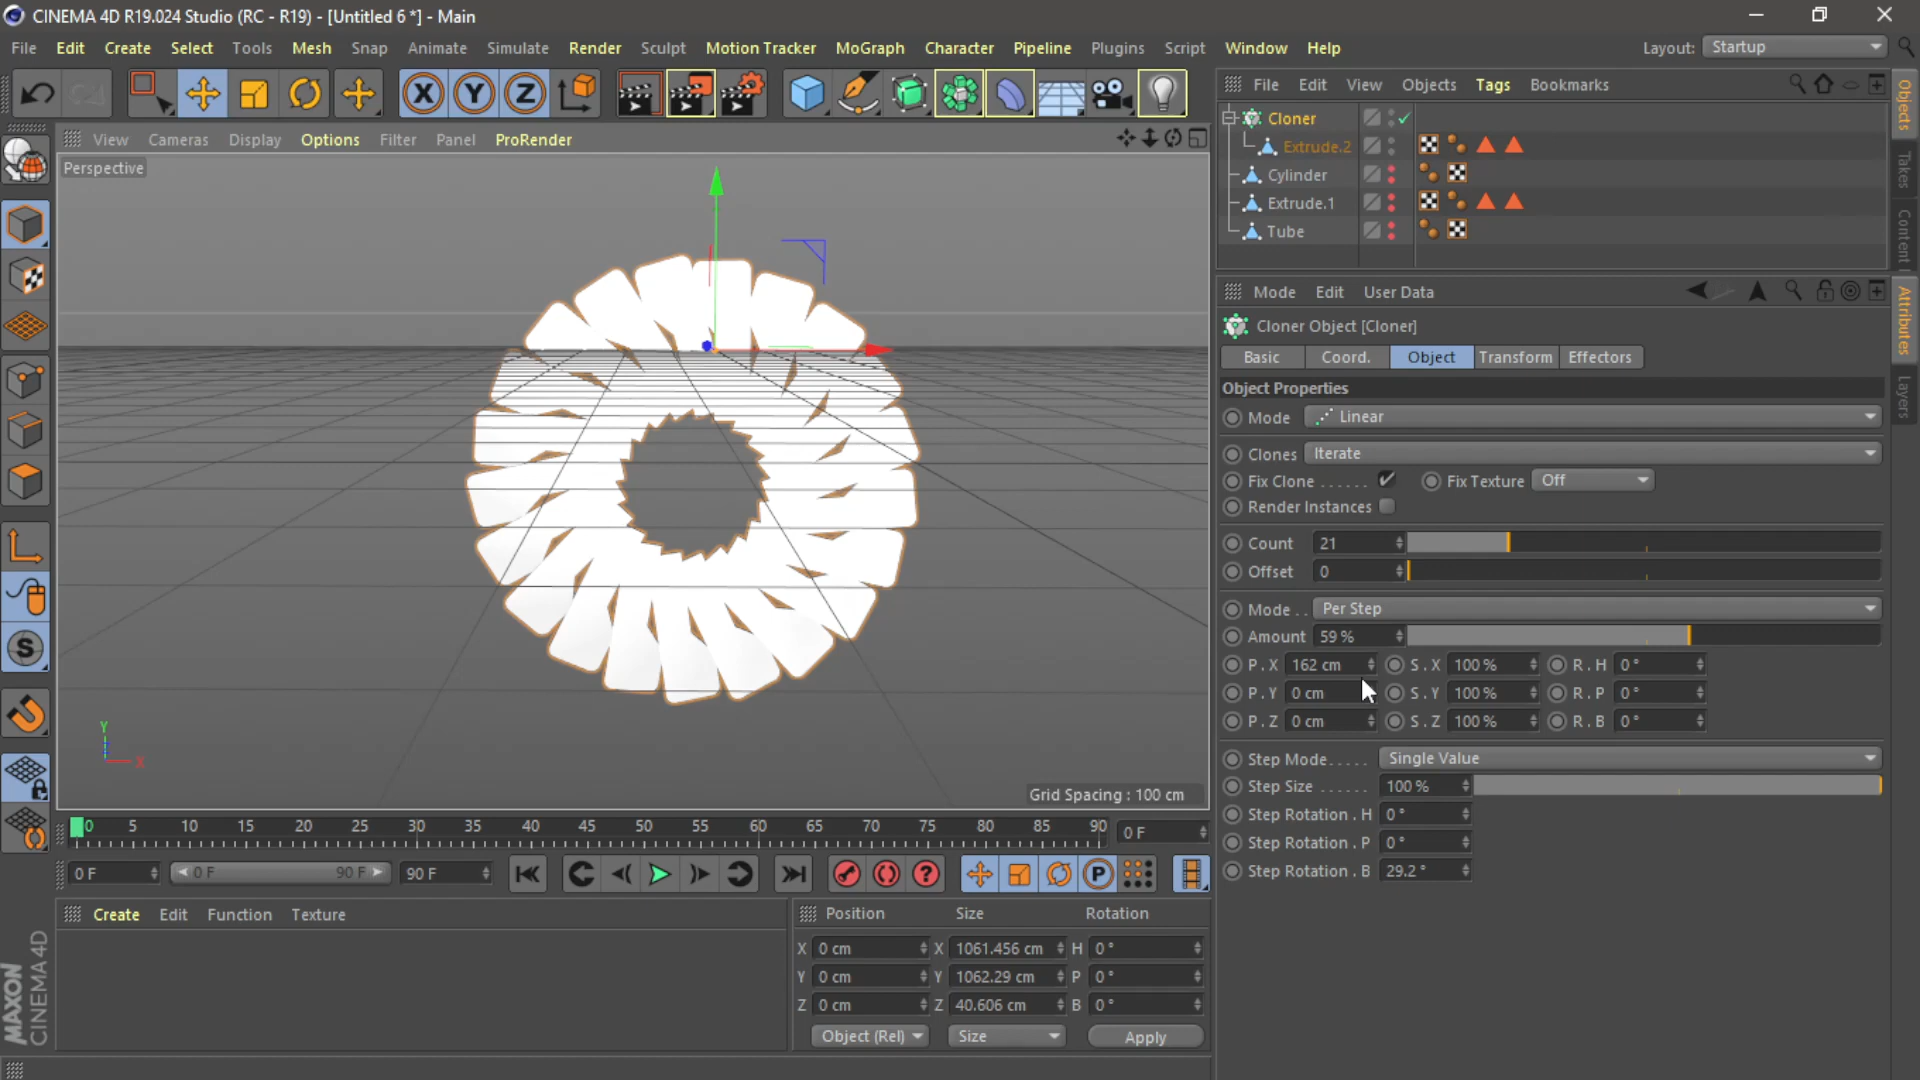 CINEMA 4D R19.024 Studio (RC - R19) - [Untitled 6 *] - Main
File Edit Create Select Tools Mesh Snap Animate Simulate Render Sculpt Motion Tracker MoGraph Character Pipeline Plugins Script Window Help Layout: Startup
File Edit View Objects Tags Bookmarks
View Cameras Display Options Filter Panel ProRender
Perspective
Cloner
Extrude.2
Cylinder
Extrude.1
Tube
Objects
Takes
Content
Mode Edit User Data
Cloner Object [Cloner]
Basic Coord. Object Transform Effectors
Attributes
Layers
Object Properties
Mode Linear
Clones Iterate
Fix Clone ...... Fix Texture Off
Render Instances
Count 21
Offset 0
Mode . . Per Step
Amount 59 %
P . X 162 cm S . X 100 % R . H 0 °
P . Y 0 cm S . Y 100 % R . P 0 °
P . Z 0 cm S . Z 100 % R . B 0 °
Step Mode..... Single Value
Step Size ...... 100 %
Step Rotation . H 0 °
Step Rotation . P 0 °
Step Rotation . B 29.2 °
Y
X
Grid Spacing : 100 cm
0 5 10 15 20 25 30 35 40 45 50 55 60 65 70 75 80 85 90 0 F
0 F 0 F 90 F 90 F
Create Edit Function Texture
Position Size Rotation
X 0 cm X 1061.456 cm H 0 °
Y 0 cm Y 1062.29 cm P 0 °
Z 0 cm Z 40.606 cm B 0 °
Object (Rel) Size Apply
MAXON
CINEMA 4D